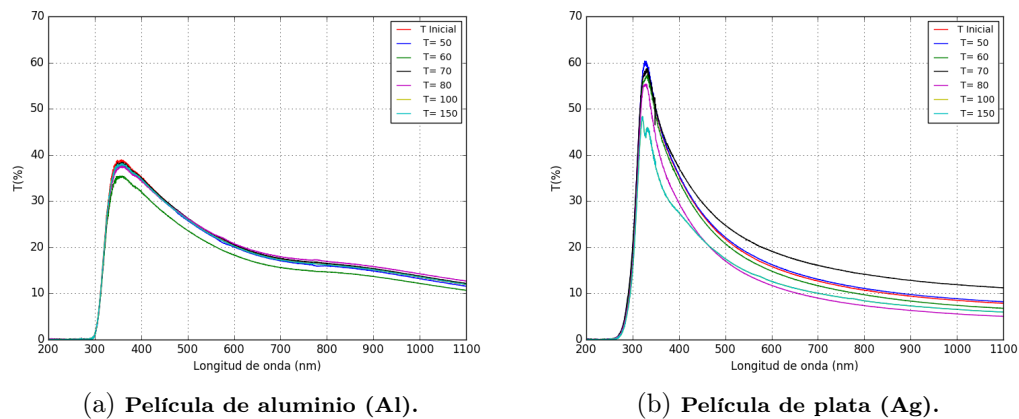 70
60
50
40
30
20
10
0
T(%)
200 300 400 500 600 700 800 900 1000 1100
Longitud de onda (nm)
T Inicial
T= 50
T= 60
T= 70
T= 80
T= 100
T= 150
(a) Película de aluminio (Al).
70
60
50
40
30
20
10
0
T(%)
200 300 400 500 600 700 800 900 1000 1100
Longitud de onda (nm)
T Inicial
T= 50
T= 60
T= 70
T= 80
T= 100
T= 150
(b) Película de plata (Ag).